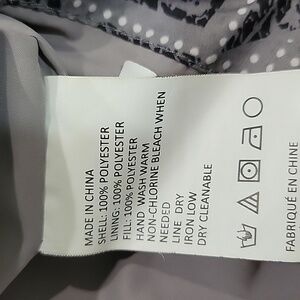 MADE IN CHINA
SHELL: 100% POLYESTER
LINING: 100% POLYESTER
FILL: 100% POLYESTER
HAND WASH WARM
NON-CHLORINE BLEACH WHEN
NEEDED
LINE DRY
IRON LOW
DRY CLEANABLE
FABRIQUÉ EN CHINE